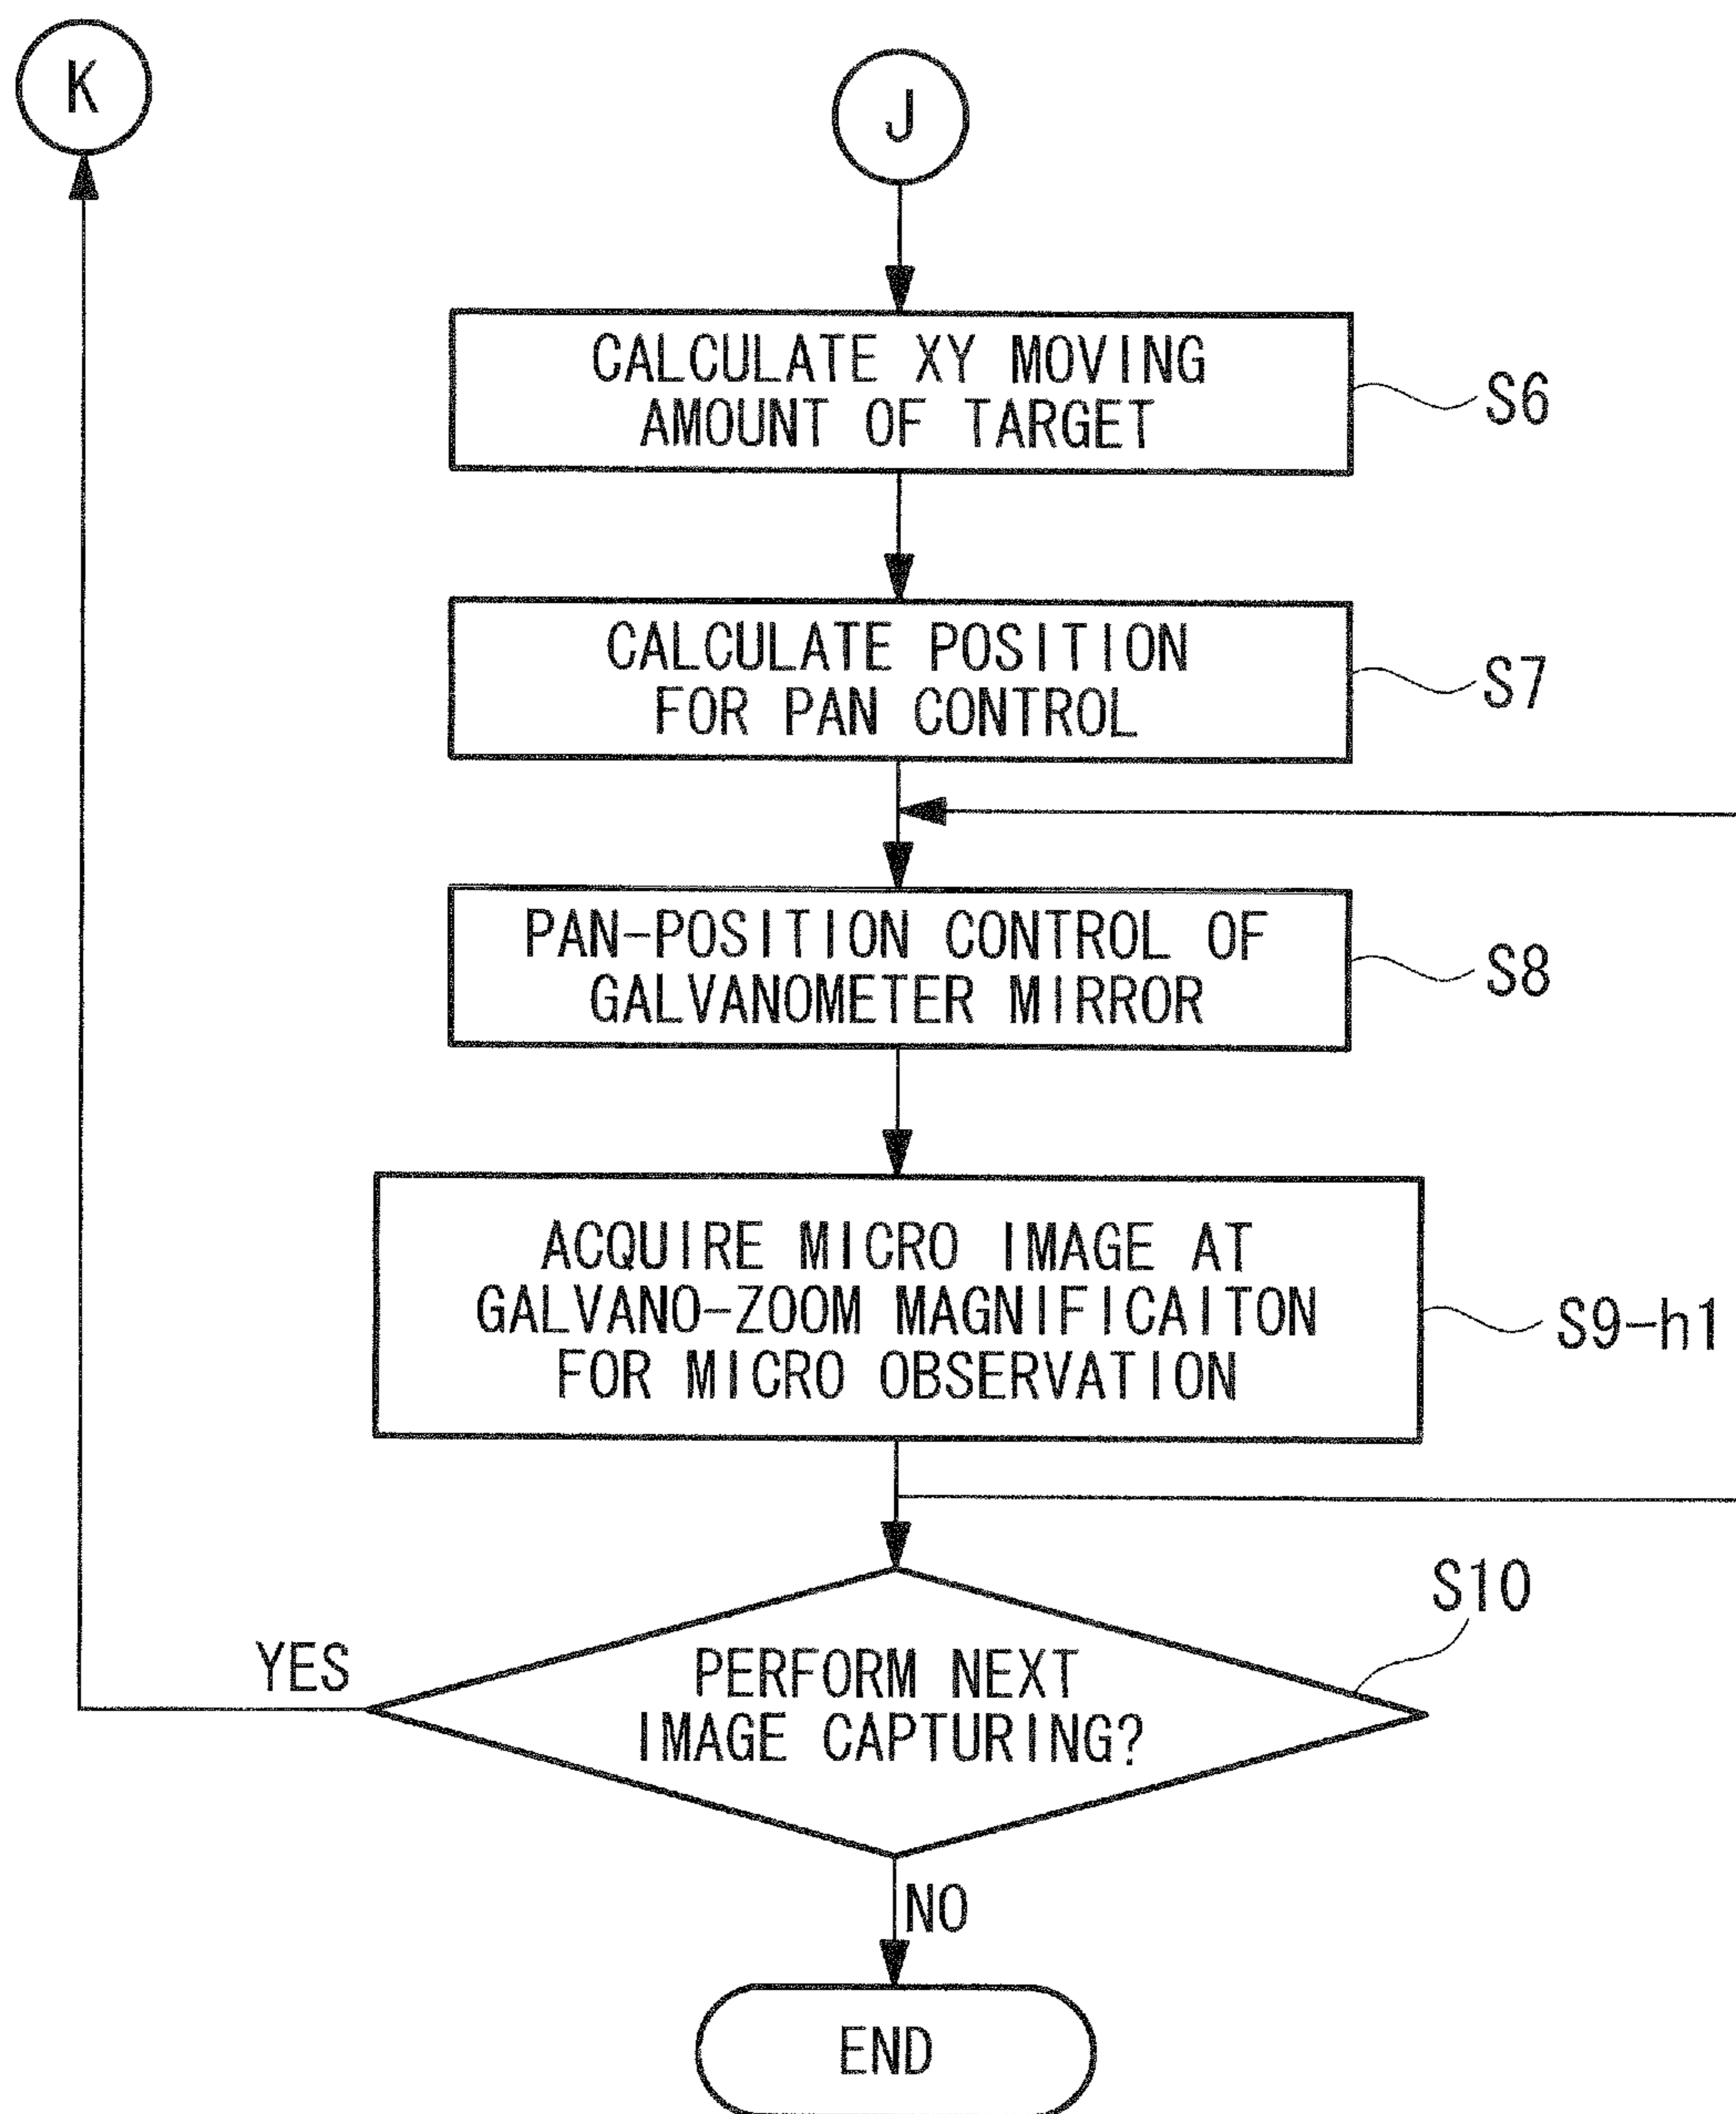 K
J
CALCULATE XY MOVING
AMOUNT OF TARGET
S6
CALCULATE POSITION
FOR PAN CONTROL
S7
PAN-POSITION CONTROL OF
GALVANOMETER MIRROR
S8
ACQUIRE MICRO IMAGE AT
GALVANO-ZOOM MAGNIFICAITON
FOR MICRO OBSERVATION
S9-h1
S10
YES
PERFORM NEXT
IMAGE CAPTURING?
NO
END